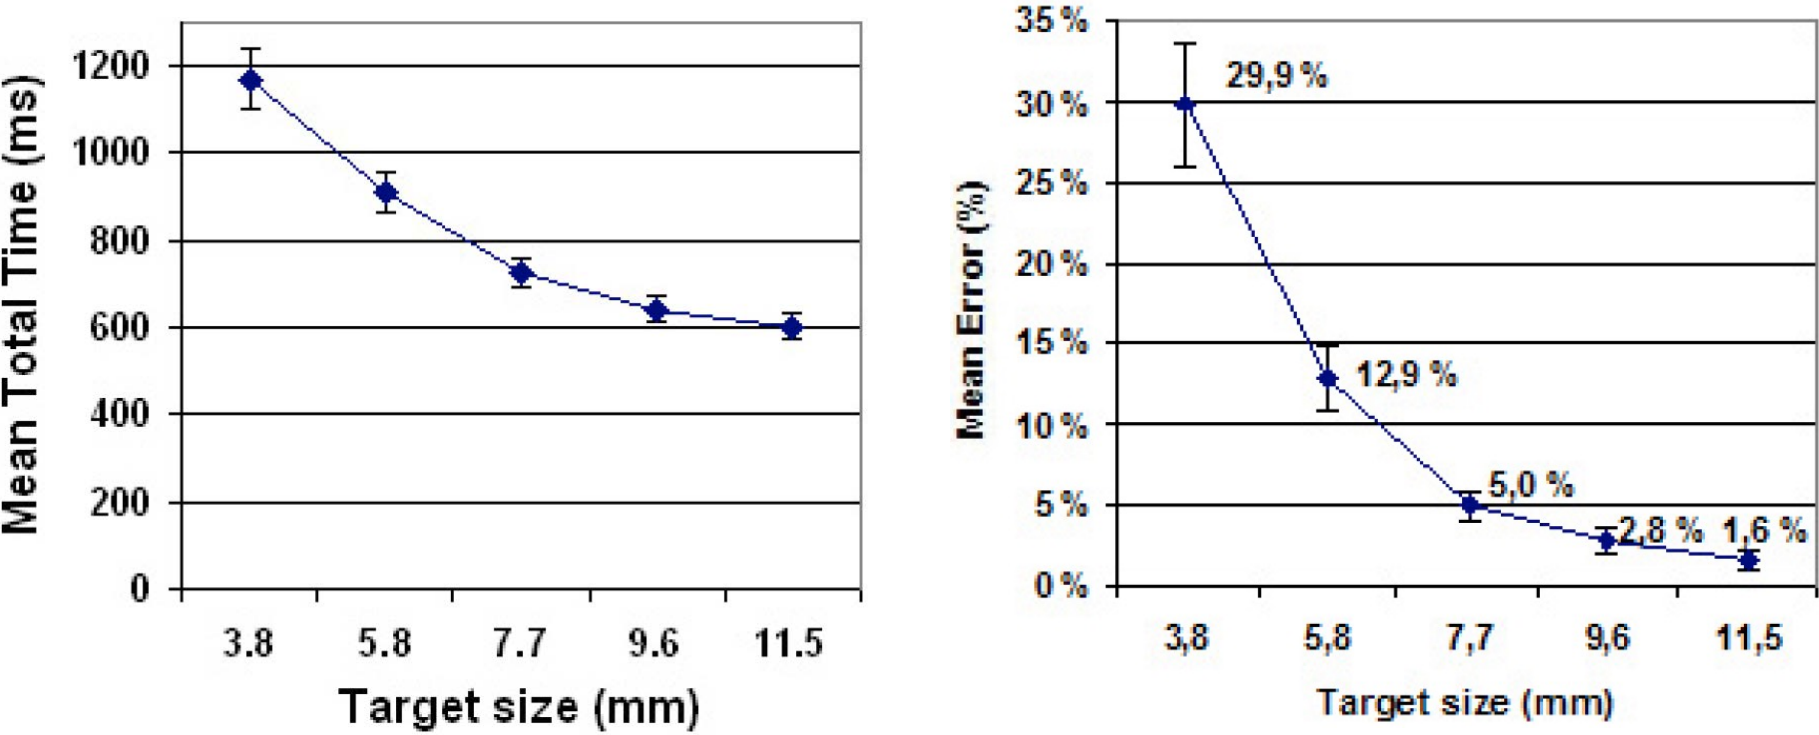 Mean Total Time (ms)
1200
1000
800
600
400
200
0
3.8 5.8 7.7 9.6 11.5
Target size (mm)
Mean Error (%)
35 %
30 %
25 %
20 %
15 %
10 %
5 %
0 %
29,9 %
12,9 %
5,0 %
2,8 % 1,6 %
3,8 5,8 7,7 9,6 11,5
Target size (mm)